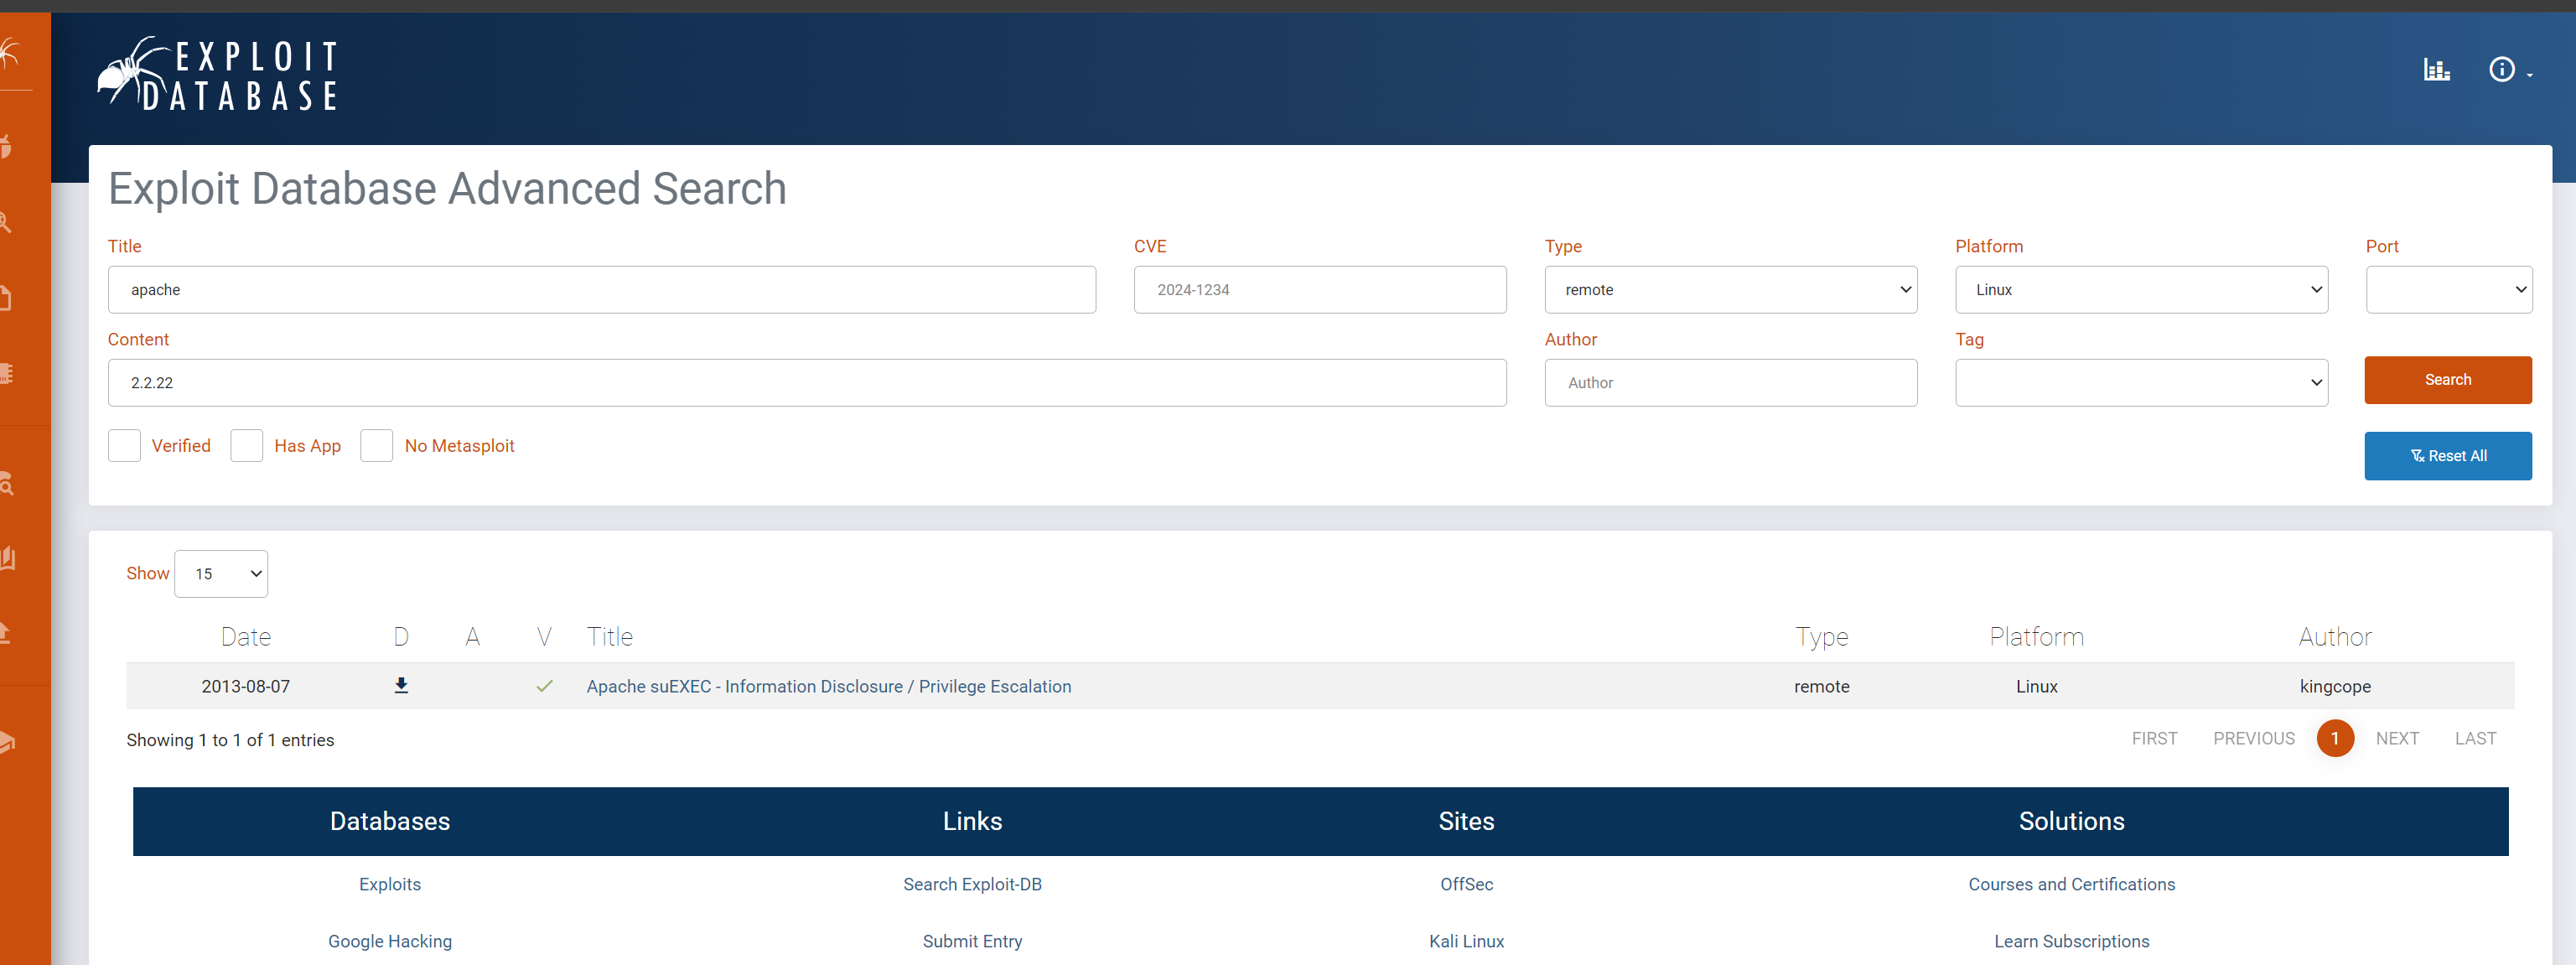 EXPLOIT
DATABASE
Exploit Database Advanced Search
Title
CVE
Type
Platform
Port
apache
2024-1234
remote
Linux
Content
Author
Tag
2.2.22
Author
Search
Verified
Has App
No Metasploit
Reset All
Show 15
Date D A V Title Type Platform Author
2013-08-07 Apache suEXEC - Information Disclosure / Privilege Escalation remote Linux kingcope
Showing 1 to 1 of 1 entries
FIRST PREVIOUS 1 NEXT LAST
Databases Links Sites Solutions
Exploits Search Exploit-DB OffSec Courses and Certifications
Google Hacking Submit Entry Kali Linux Learn Subscriptions